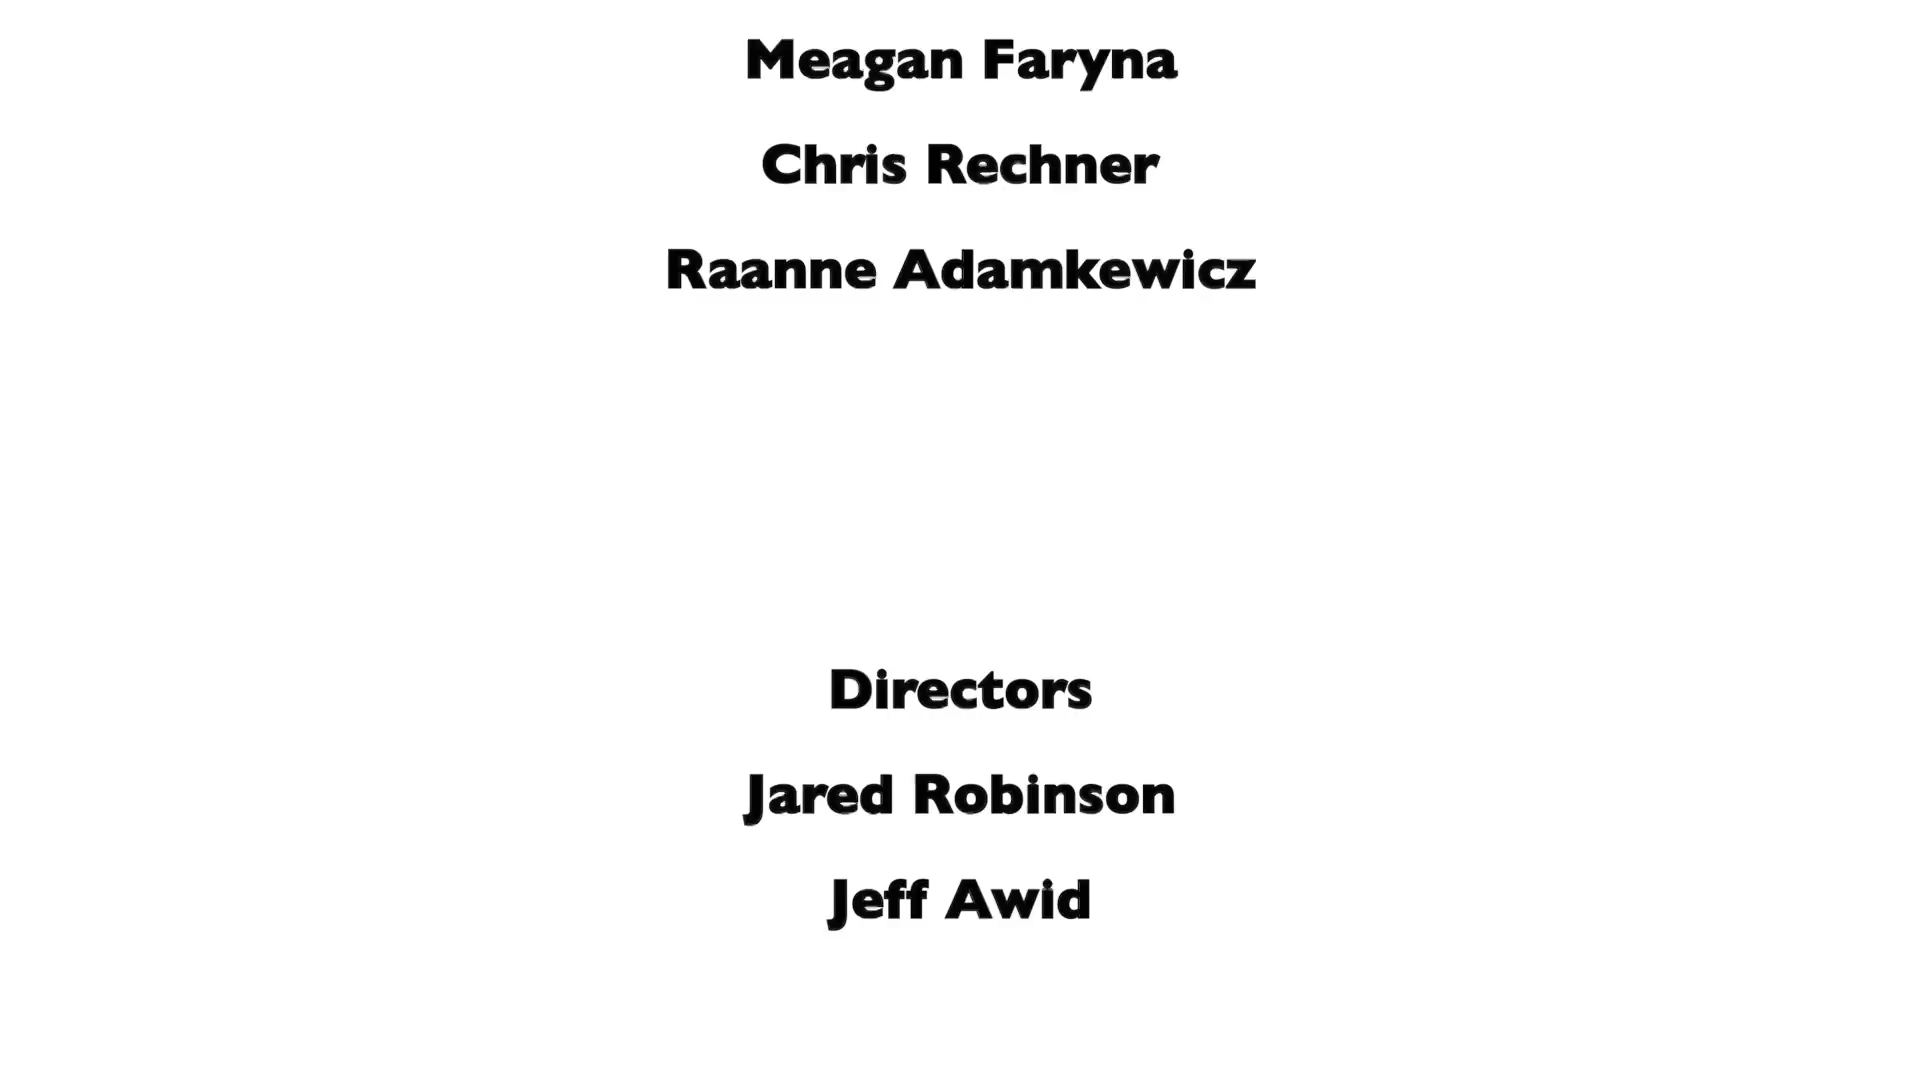 Meagan Faryna
Chris Rechner
Raanne Adamkewicz
Directors
Jared Robinson
Jeff Awid